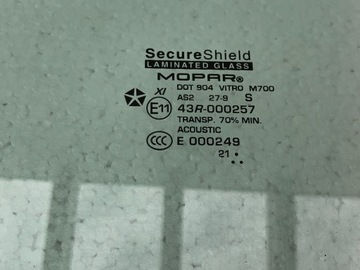 SecureShield
LAMINATED GLASS
MOPAR®
XI DOT 904 VITRO M700
AS2 27-9 S
E11 43R-000257
TRANSP. 70% MIN.
ACOUSTIC
CCC E 000249
21